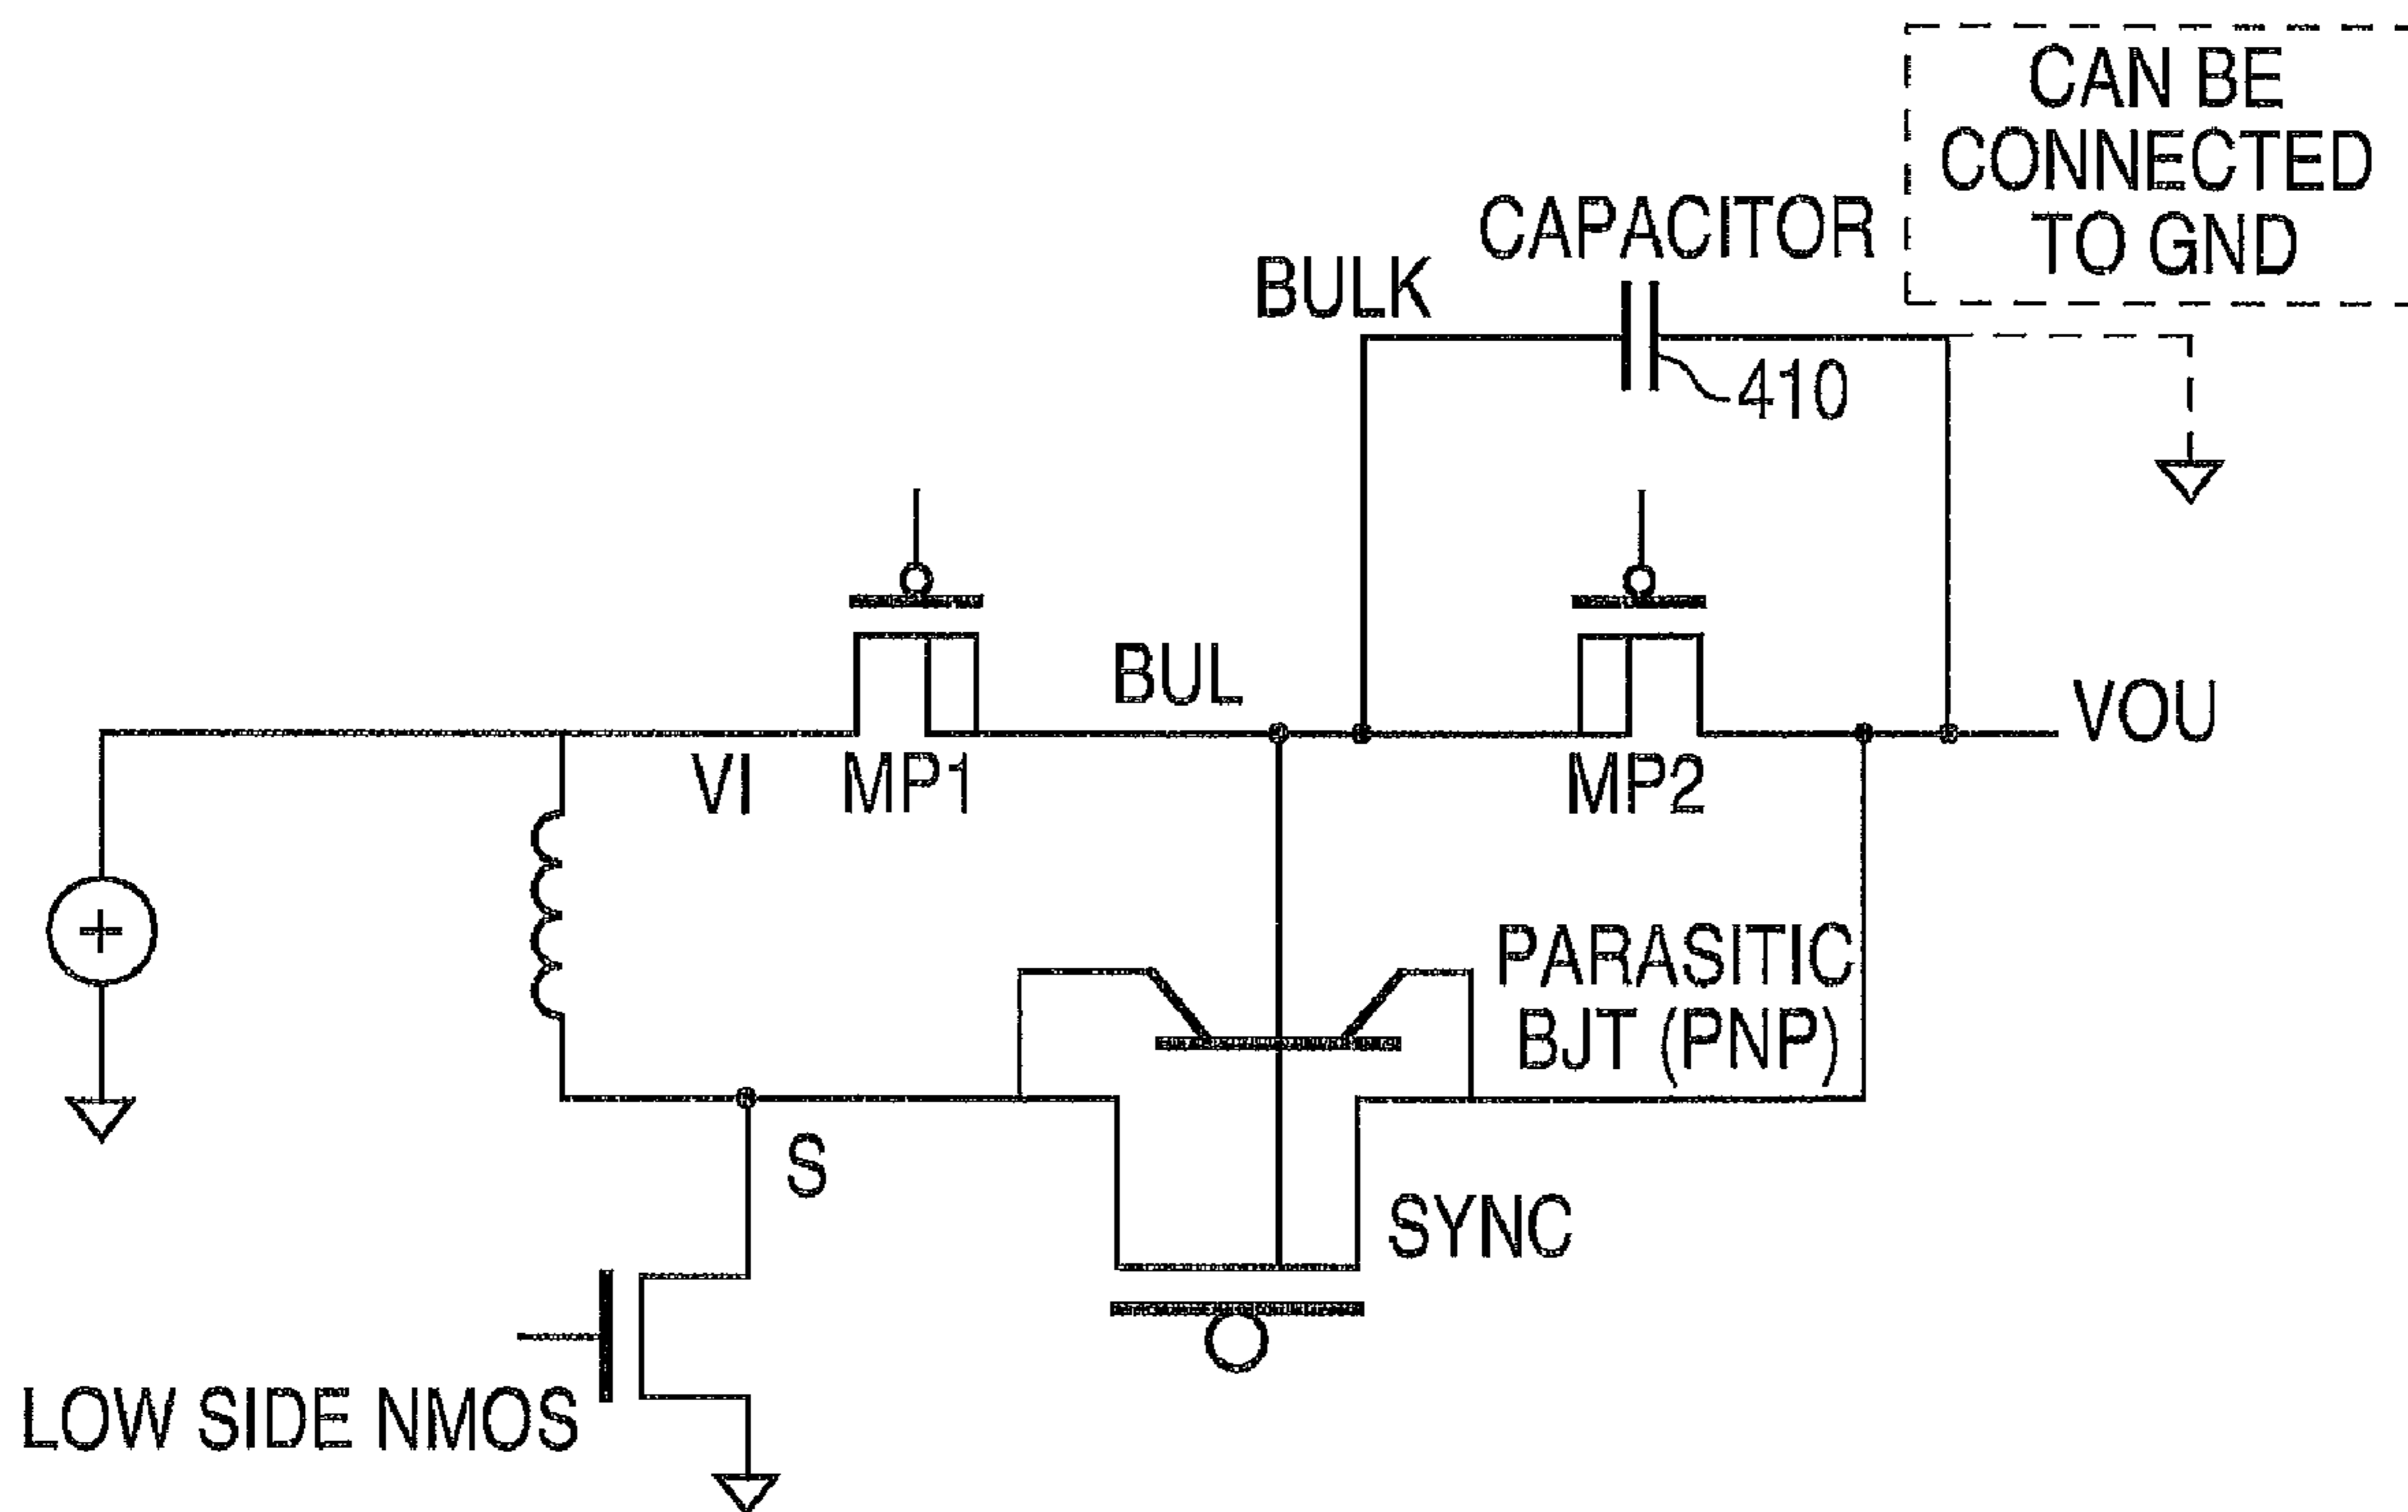 CAN BE
CONNECTED
TO GND
CAPACITOR
BULK
410
BUL
VOU
VI
MP1
MP2
PARASITIC
BJT (PNP)
S
SYNC
LOW SIDE NMOS